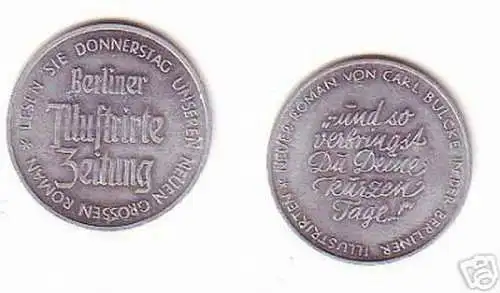 LESEN SIE DONNERSTAG UNSEREN NEUEN GROSSEN ROMAN *
Berliner
Illustrirte
Zeitung
NEUER ROMAN VON CARL BULCKE IN DER BERLINER ILLUSTRIRTEN *
„und so
verbringst
Du Deine
kurzen
Tage..!"
ebY